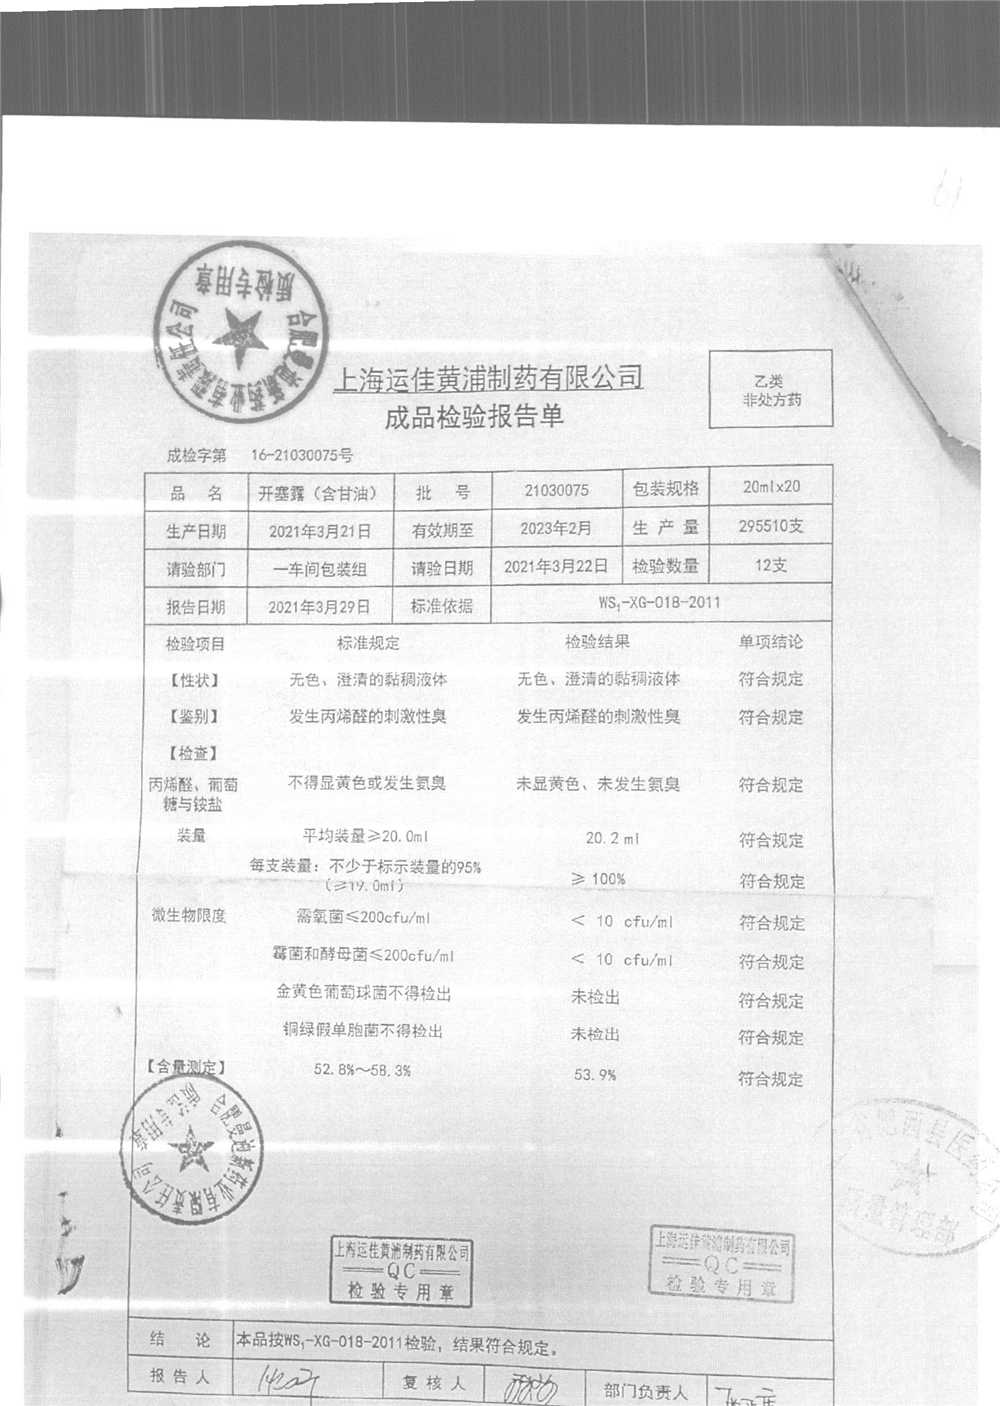 质检专用章
上海运佳黄浦制药有限公司
成品检验报告单
乙类
非处方药
成检字第 16-21030075号
品 名 开塞露（含甘油） 批 号 21030075 包装规格 20mlx20
生产日期 2021年3月21日 有效期至 2023年2月 生 产 量 295510支
请验部门 一车间包装组 请验日期 2021年3月22日 检验数量 12支
报告日期 2021年3月29日 标准依据 WS₁-XG-018-2011
检验项目 标准规定 检验结果 单项结论
【性状】 无色、澄清的黏稠液体 无色、澄清的黏稠液体 符合规定
【鉴别】 发生丙烯醛的刺激性臭 发生丙烯醛的刺激性臭 符合规定
【检查】
丙烯醛、葡萄 不得显黄色或发生氨臭 未显黄色、未发生氨臭 符合规定
糖与铵盐
装量 平均装量≥20.0ml 20.2 ml 符合规定
每支装量：不少于标示装量的95% ≥ 100% 符合规定
（≥19.0ml）
微生物限度 需氧菌≤200cfu/ml < 10 cfu/ml 符合规定
霉菌和酵母菌≤200cfu/ml < 10 cfu/ml 符合规定
金黄色葡萄球菌不得检出 未检出 符合规定
铜绿假单胞菌不得检出 未检出 符合规定
【含量测定】 52.8%～58.3% 53.9% 符合规定
上海运佳黄浦制药有限公司
QC
检验专用章
上海运佳黄浦制药有限公司
QC
检验专用章
结 论 本品按WS₁-XG-018-2011检验，结果符合规定。
报 告 人 复 核 人 部门负责人